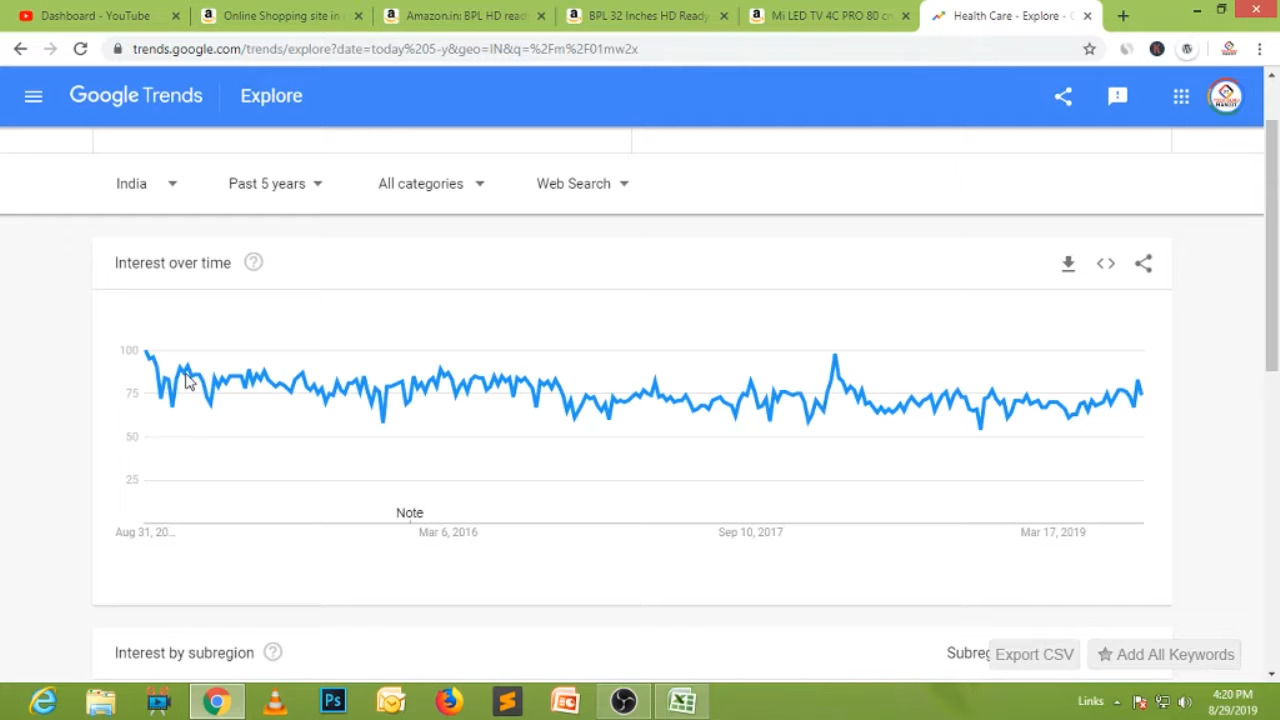 Dashboard - YouTube
Online Shopping site in
Amazon.in: BPL HD read
BPL 32 Inches HD Ready
Mi LED TV 4C PRO 80 cm
Health Care - Explore - G
trends.google.com/trends/explore?date=today%205-y&geo=IN&q=%2Fm%2F01mw2x
Google Trends
Explore
India
Past 5 years
All categories
Web Search
Interest over time
100
75
50
25
Note
Aug 31, 20...
Mar 6, 2016
Sep 10, 2017
Mar 17, 2019
Interest by subregion
Subreg
Export CSV
Add All Keywords
Links
4:20 PM
8/29/2019